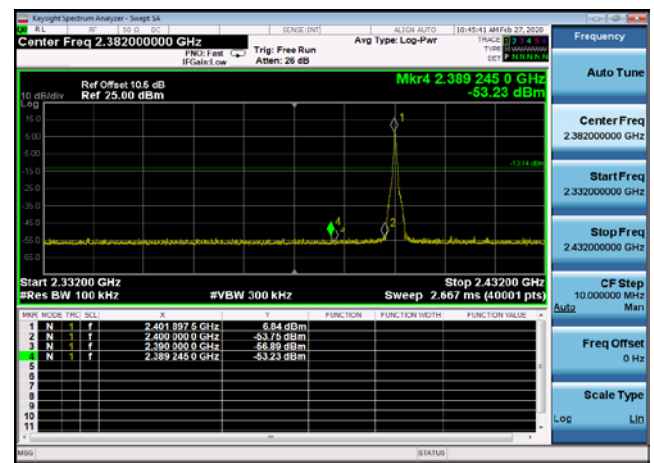 Keysight Spectrum Analyzer - Swept SA
RL RF 50 Ω DC SENSE:INT ALIGN AUTO 10:45:41 AM Feb 27, 2020
Center Freq 2.382000000 GHz
PNO: Fast
IFGain:Low
Trig: Free Run
Atten: 26 dB
Avg Type: Log-Pwr
TRACE 1 2 3 4 5 6
TYPE
DET P N N N N N
Mkr4 2.389 245 0 GHz
-53.23 dBm
Ref Offset 10.6 dB
10 dB/div Ref 25.00 dBm
Log
15.0
5.00
-5.00
-15.0
-25.0
-35.0
-45.0
-55.0
-65.0
1
-13.14 dBm
4
3
2
Start 2.33200 GHz
Stop 2.43200 GHz
#Res BW 100 kHz
#VBW 300 kHz
Sweep 2.667 ms (40001 pts)
MKR MODE TRC SCL X Y FUNCTION FUNCTION WIDTH FUNCTION VALUE
1 N 1 f 2.401 897 5 GHz 6.84 dBm
2 N 1 f 2.400 000 0 GHz -53.75 dBm
3 N 1 f 2.390 000 0 GHz -56.89 dBm
4 N 1 f 2.389 245 0 GHz -53.23 dBm
5
6
7
8
9
10
11
MSG
STATUS
Frequency
Auto Tune
Center Freq
2.382000000 GHz
Start Freq
2.332000000 GHz
Stop Freq
2.432000000 GHz
CF Step
10.000000 MHz
Auto Man
Freq Offset
0 Hz
Scale Type
Log Lin